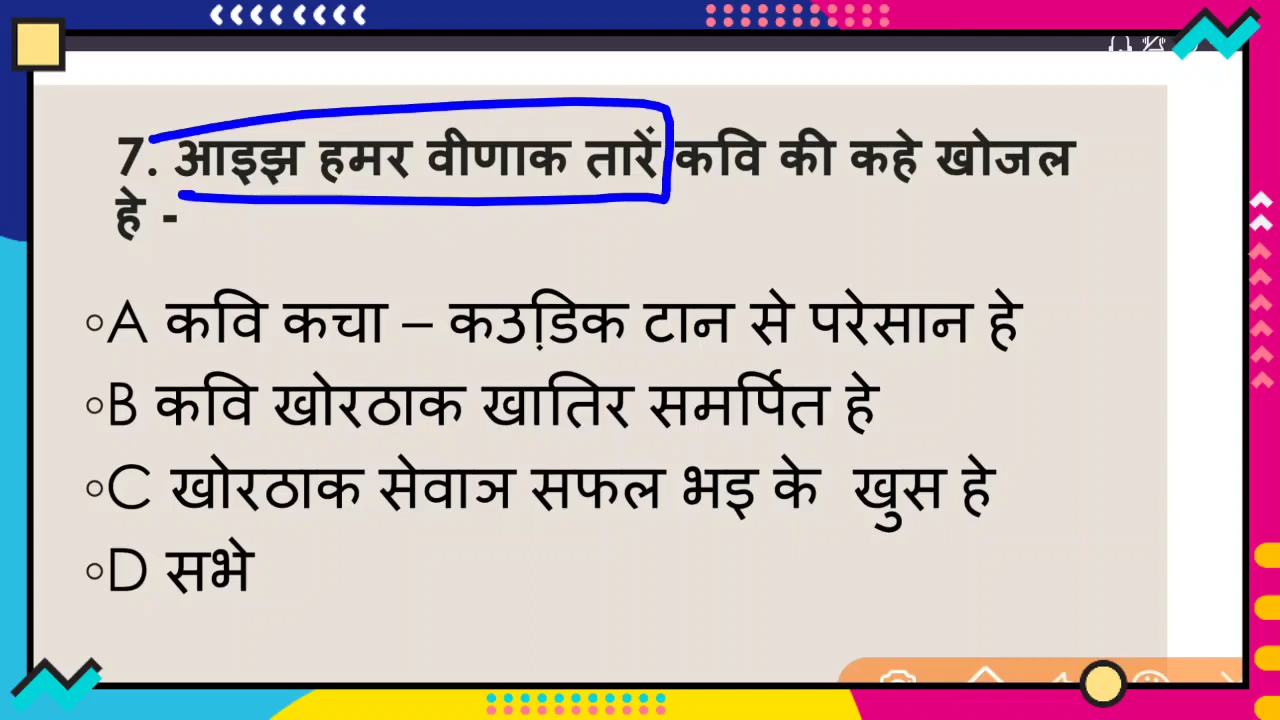 7. आइझ हमर वीणाक तारें कवि की कहे खोजल
हे -
◦A कवि कचा – कउड़िक टान से परेसान हे
◦B कवि खोरठाक खातिर समर्पित हे
◦C खोरठाक सेवाञ सफल भइ के खुस हे
◦D सभे